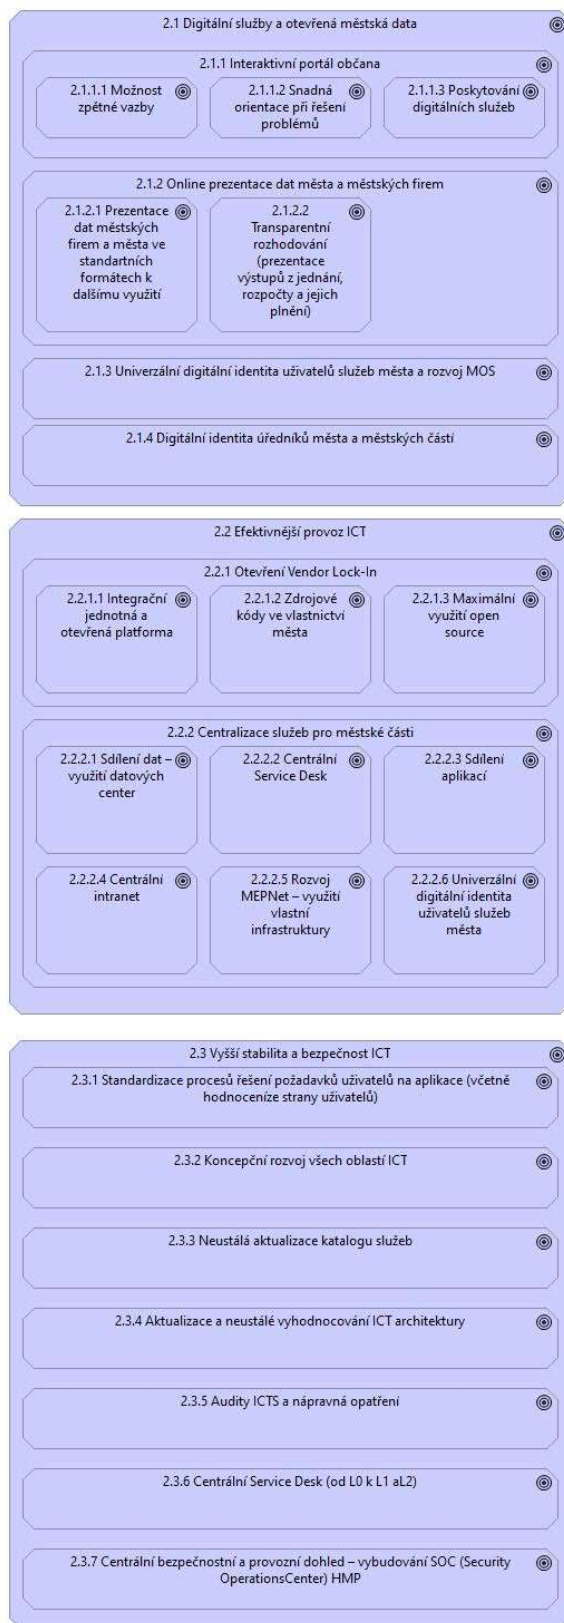 2.1 Digitální služby a otevřená městská data
2.1.1 Interaktivní portál občana
2.1.1.1 Možnost
zpětné vazby
2.1.1.2 Snadná
orientace při řešení
problémů
2.1.1.3 Poskytování
digitálních služeb
2.1.2 Online prezentace dat města a městských firem
2.1.2.1 Prezentace
dat městských
firem a města ve
standartních
formátech k
dalšímu využití
2.1.2.2
Transparentní
rozhodování
(prezentace
výstupů z jednání,
rozpočty a jejich
plnění)
2.1.3 Univerzální digitální identita uživatelů služeb města a rozvoj MOS
2.1.4 Digitální identita úředníků města a městských částí
2.2 Efektivnější provoz ICT
2.2.1 Otevření Vendor Lock-In
2.2.1.1 Integrační
jednotná a
otevřená platforma
2.2.1.2 Zdrojové
kódy ve vlastnictví
města
2.2.1.3 Maximální
využití open
source
2.2.2 Centralizace služeb pro městské části
2.2.2.1 Sdílení dat –
využití datových
center
2.2.2.2 Centrální
Service Desk
2.2.2.3 Sdílení
aplikací
2.2.2.4 Centrální
intranet
2.2.2.5 Rozvoj
MEPNet – využití
vlastní
infrastruktury
2.2.2.6 Univerzální
digitální identita
uživatelů služeb
města
2.3 Vyšší stabilita a bezpečnost ICT
2.3.1 Standardizace procesů řešení požadavků uživatelů na aplikace (včetně
hodnoceníze strany uživatelů)
2.3.2 Koncepční rozvoj všech oblastí ICT
2.3.3 Neustálá aktualizace katalogu služeb
2.3.4 Aktualizace a neustálé vyhodnocování ICT architektury
2.3.5 Audity ICTS a nápravná opatření
2.3.6 Centrální Service Desk (od L0 k L1 aL2)
2.3.7 Centrální bezpečnostní a provozní dohled – vybudování SOC (Security
OperationsCenter) HMP